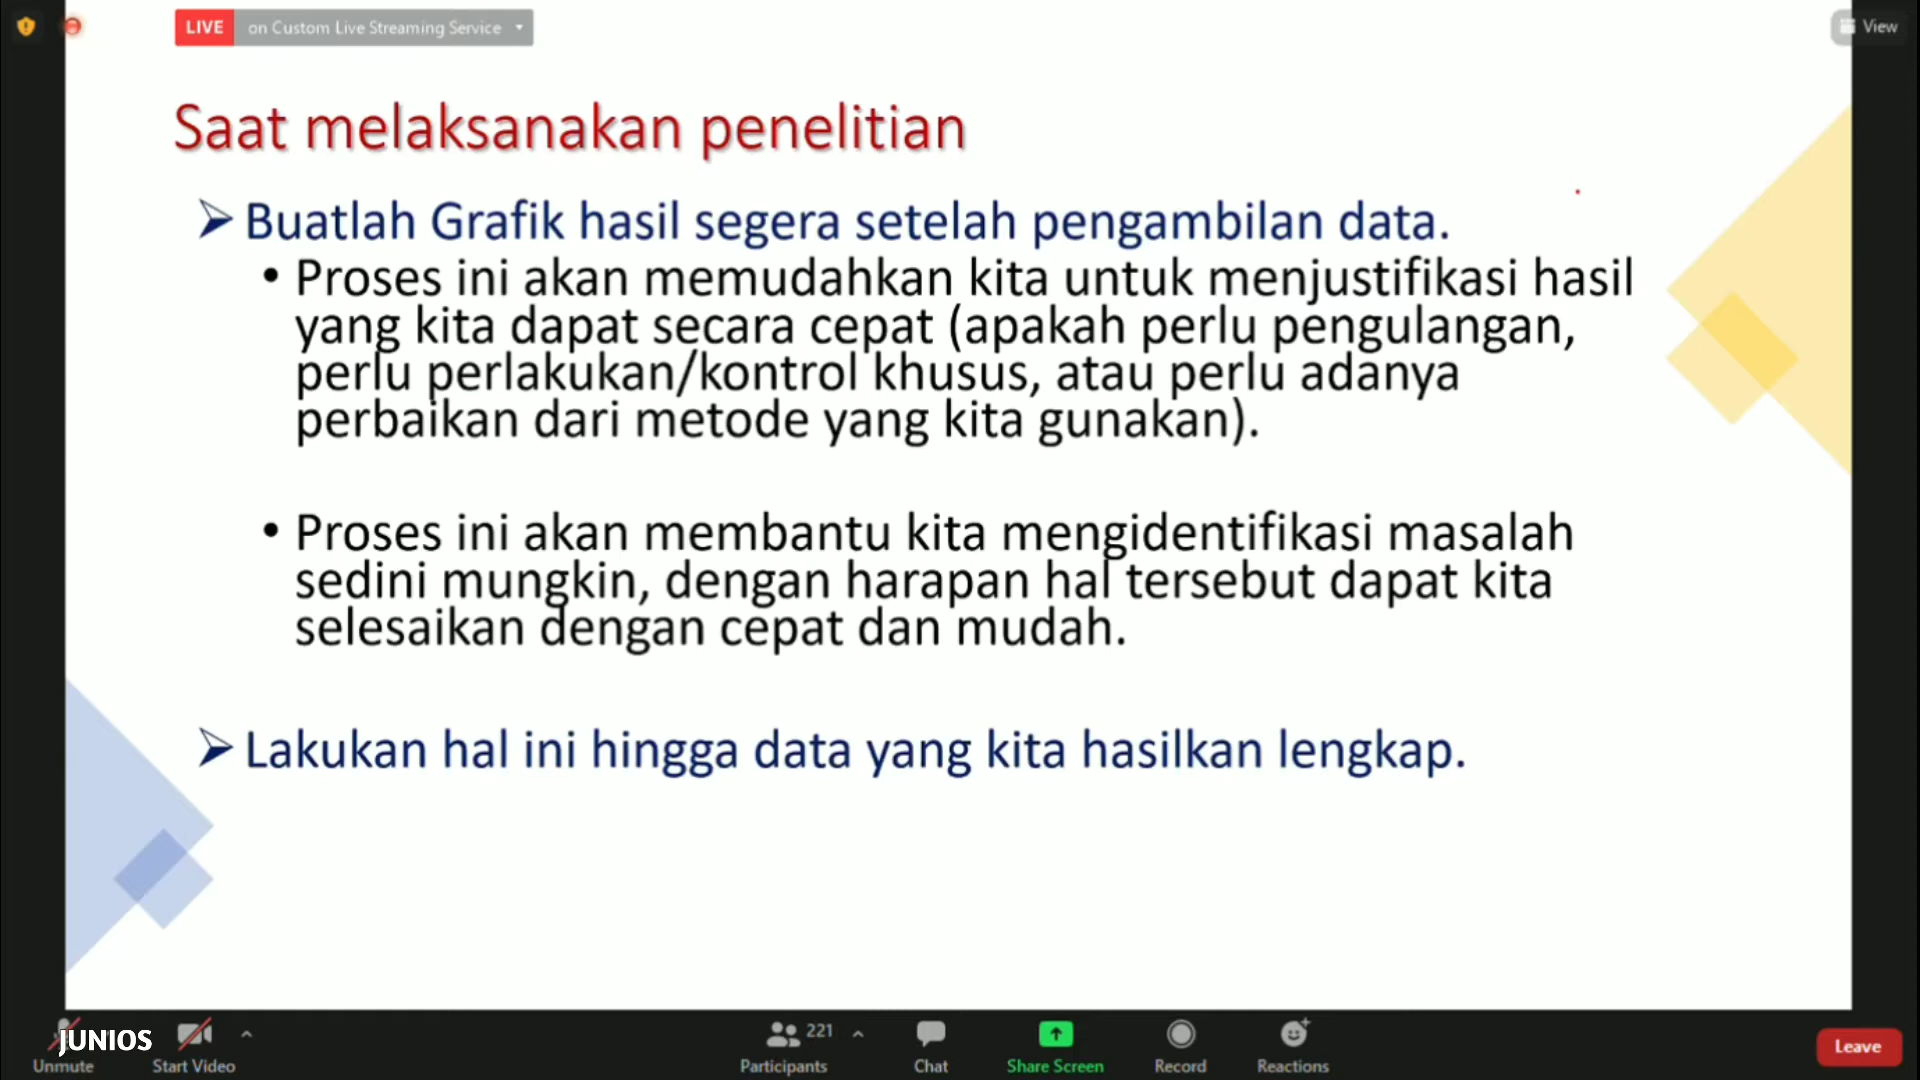 LIVE on Custom Live Streaming Service
View
Saat melaksanakan penelitian
Buatlah Grafik hasil segera setelah pengambilan data.
• Proses ini akan memudahkan kita untuk menjustifikasi hasil
yang kita dapat secara cepat (apakah perlu pengulangan,
perlu perlakukan/kontrol khusus, atau perlu adanya
perbaikan dari metode yang kita gunakan).
• Proses ini akan membantu kita mengidentifikasi masalah
sedini mungkin, dengan harapan hal tersebut dapat kita
selesaikan dengan cepat dan mudah.
Lakukan hal ini hingga data yang kita hasilkan lengkap.
JUNIOS
221
Unmute Start Video Participants Chat Share Screen Record Reactions Leave